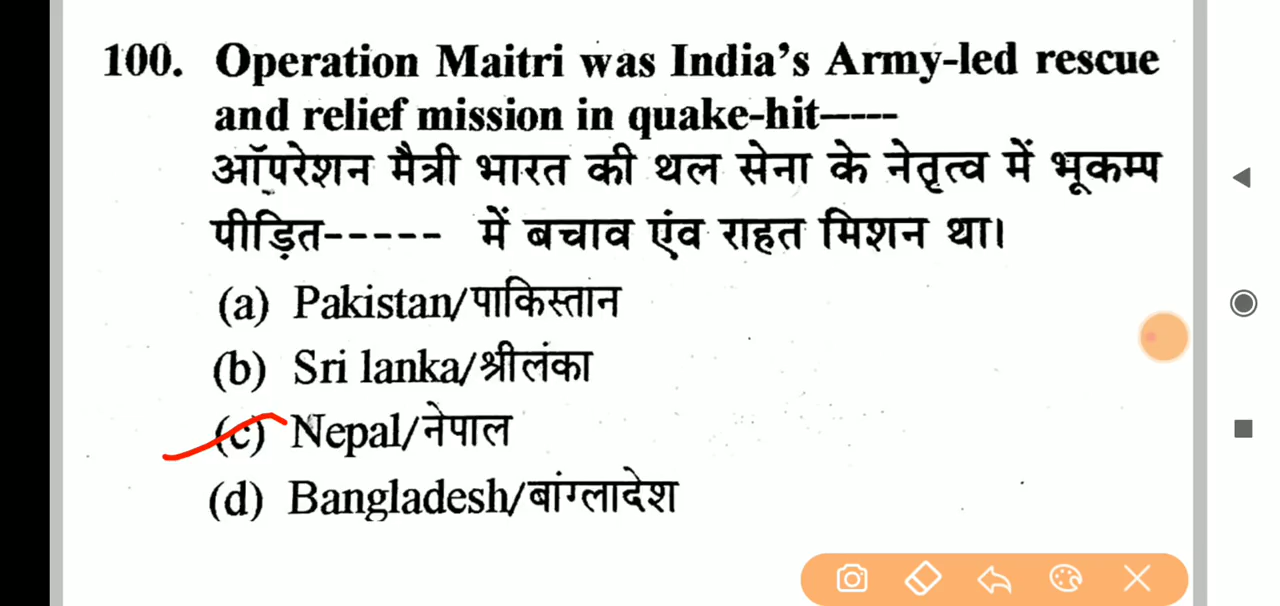 100. Operation Maitri was India's Army-led rescue
and relief mission in quake-hit-----
ऑपरेशन मैत्री भारत की थल सेना के नेतृत्व में भूकम्प
पीड़ित----- में बचाव एंव राहत मिशन था।
(a) Pakistan/पाकिस्तान
(b) Sri lanka/श्रीलंका
(c) Nepal/नेपाल
(d) Bangladesh/बांग्लादेश